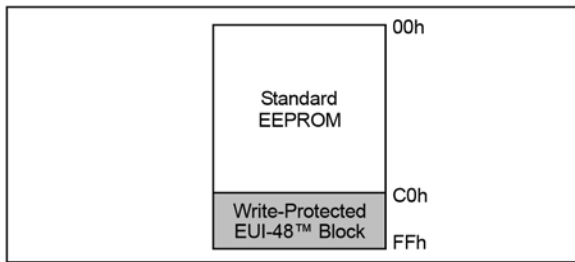 00h
Standard
EEPROM
C0h
Write-Protected
EUI-48™ Block
FFh